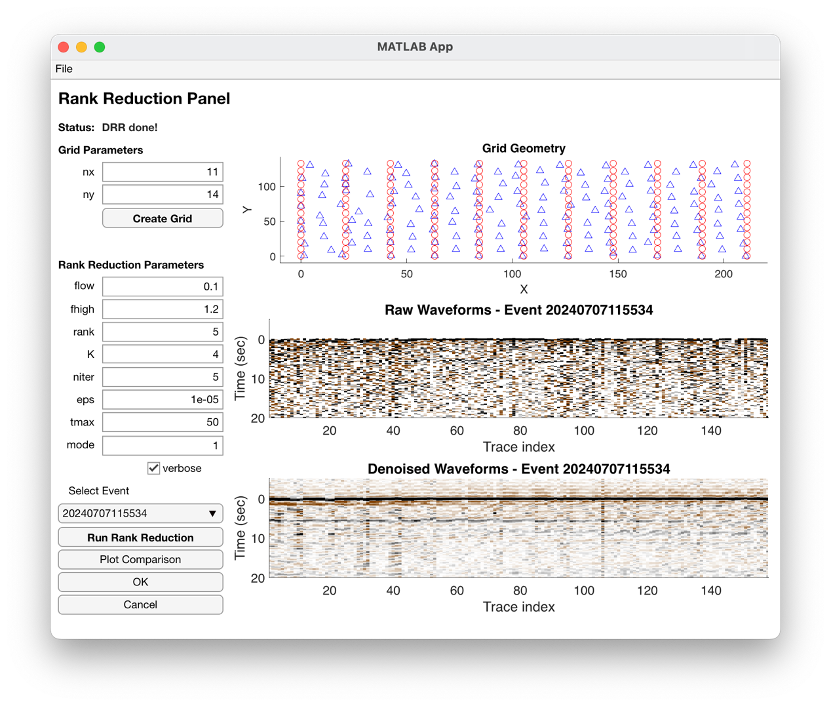 MATLAB App
File
Rank Reduction Panel
Status: DRR done!
Grid Parameters
nx 11
ny 14
Create Grid
Rank Reduction Parameters
flow 0.1
fhigh 1.2
rank 5
K 4
niter 5
eps 1e-05
tmax 50
mode 1
verbose
Select Event
20240707115534
Run Rank Reduction
Plot Comparison
OK
Cancel
Grid Geometry
Y
100
50
0
0 50 100 150 200
X
Raw Waveforms - Event 20240707115534
Time (sec)
0
10
20
20 40 60 80 100 120 140
Trace index
Denoised Waveforms - Event 20240707115534
Time (sec)
0
10
20
20 40 60 80 100 120 140
Trace index